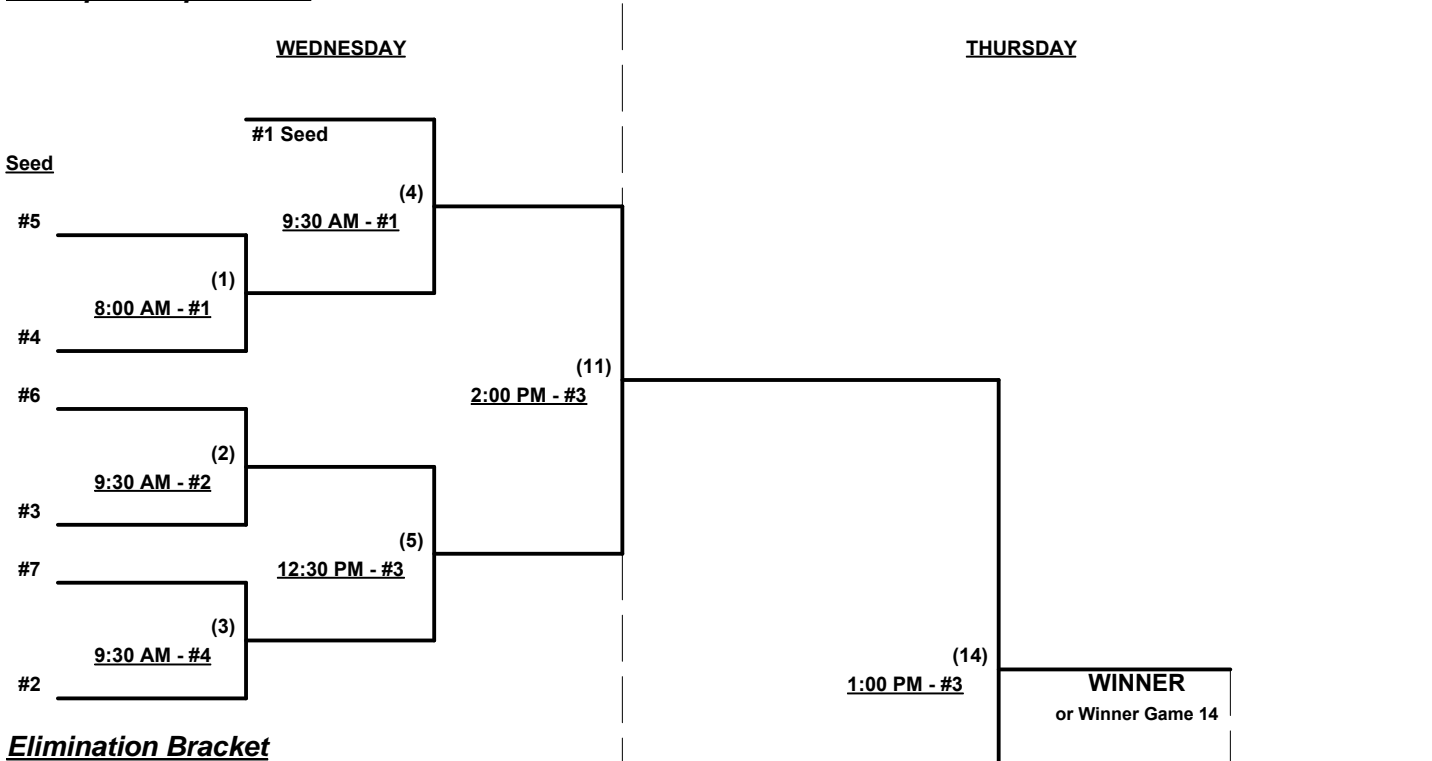 WEDNESDAY
THURSDAY
#1 Seed
Seed
(4)
#5
9:30 AM - #1
(1)
8:00 AM - #1
#4
(11)
#6
2:00 PM - #3
(2)
9:30 AM - #2
#3
(5)
#7
12:30 PM - #3
(3)
9:30 AM - #4
(14)
#2
1:00 PM - #3
WINNER
or Winner Game 14
Elimination Bracket